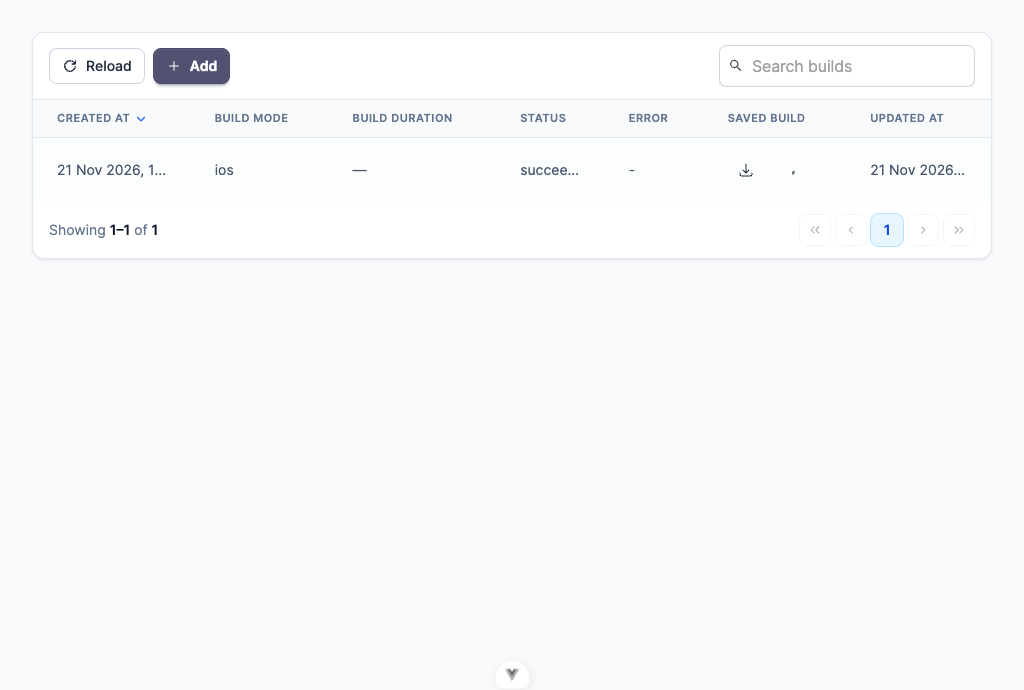 Reload
Add
Search builds
CREATED AT BUILD MODE BUILD DURATION STATUS ERROR SAVED BUILD UPDATED AT
21 Nov 2026, 1... ios — succee... - 21 Nov 2026...
Showing 1–1 of 1
« ‹ 1 › »